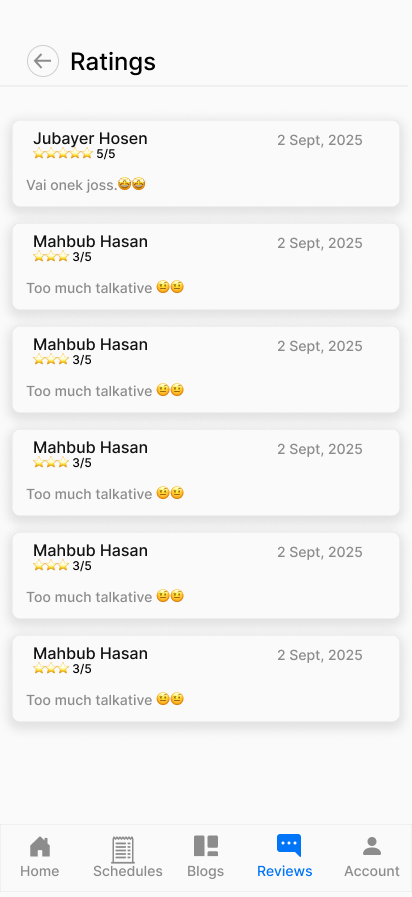 Ratings
Jubayer Hosen
2 Sept, 2025
⭐⭐⭐⭐⭐ 5/5
Vai onek joss.🤩🤩
Mahbub Hasan
2 Sept, 2025
⭐⭐⭐ 3/5
Too much talkative 🤐🤐
Mahbub Hasan
2 Sept, 2025
⭐⭐⭐ 3/5
Too much talkative 🤐🤐
Mahbub Hasan
2 Sept, 2025
⭐⭐⭐ 3/5
Too much talkative 🤐🤐
Mahbub Hasan
2 Sept, 2025
⭐⭐⭐ 3/5
Too much talkative 🤐🤐
Mahbub Hasan
2 Sept, 2025
⭐⭐⭐ 3/5
Too much talkative 🤐🤐
Home
Schedules
Blogs
Reviews
Account